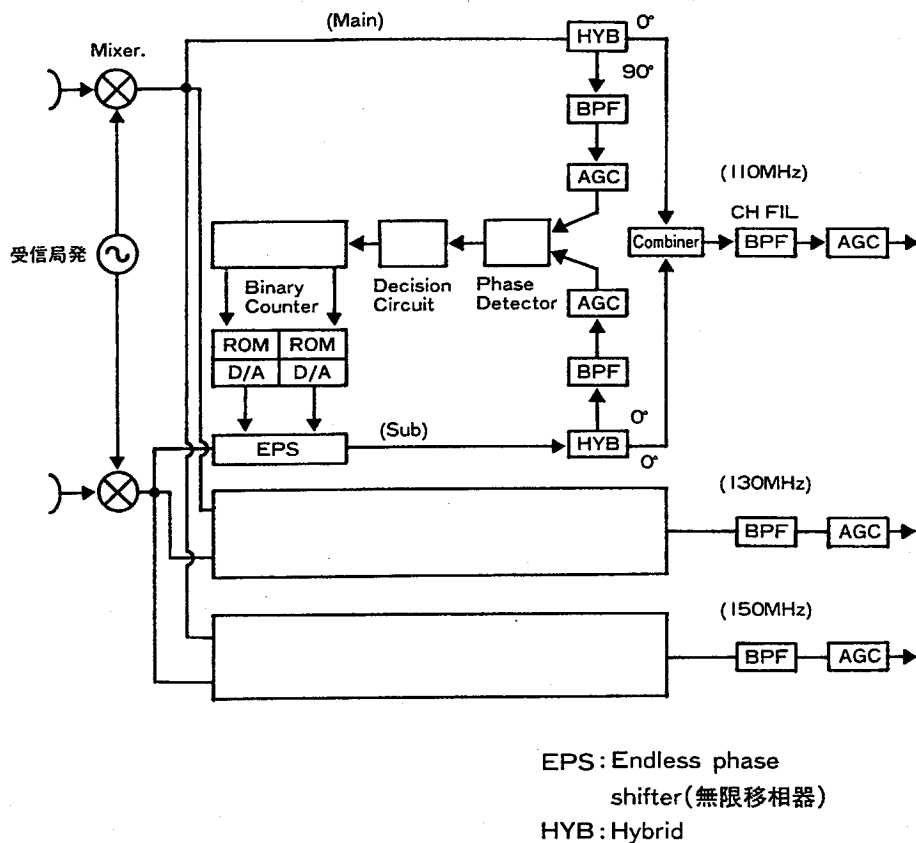 (Main)
HYB
0°
Mixer.
90°
BPF
AGC
(110MHz)
CH FIL
受信局発
Combiner
BPF
AGC
Binary
Counter
Decision
Circuit
Phase
Detector
AGC
ROM
ROM
D/A
D/A
BPF
(Sub)
0°
EPS
HYB
0°
(130MHz)
BPF
AGC
(150MHz)
BPF
AGC
EPS: Endless phase
shifter(無限移相器)
HYB: Hybrid